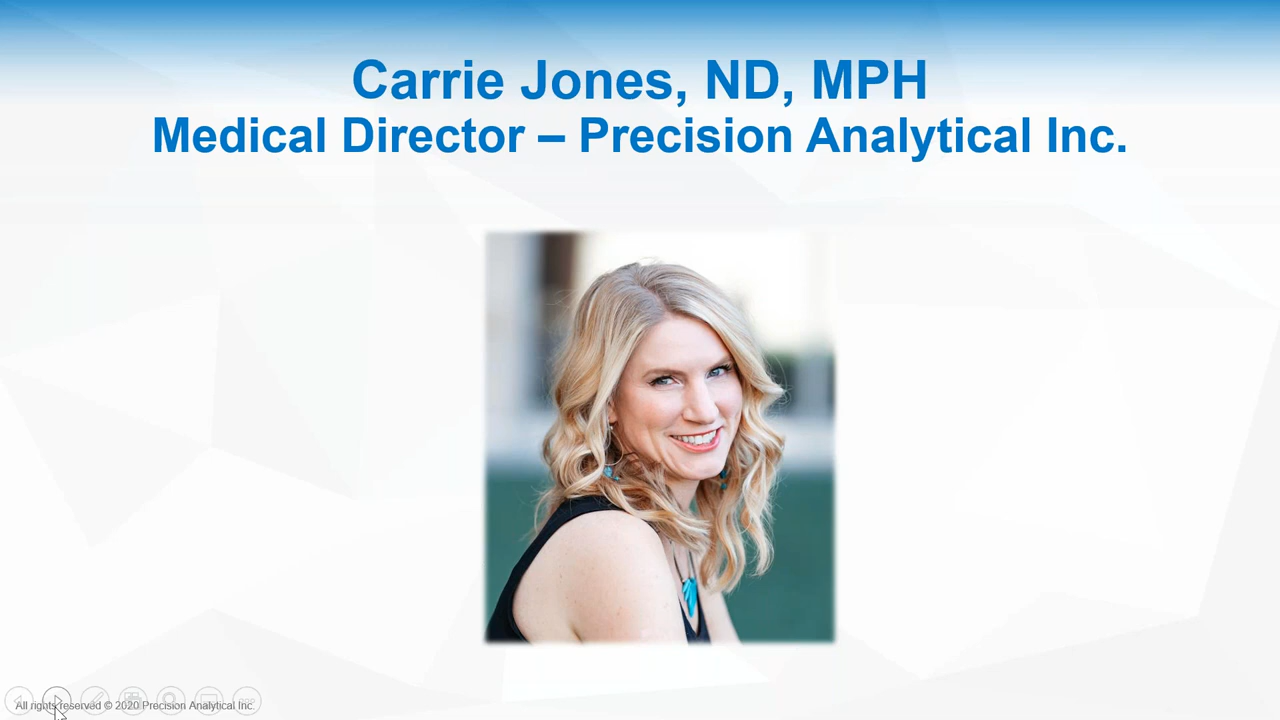 Carrie Jones, ND, MPH
Medical Director – Precision Analytical Inc.
All rights reserved © 2020 Precision Analytical Inc.